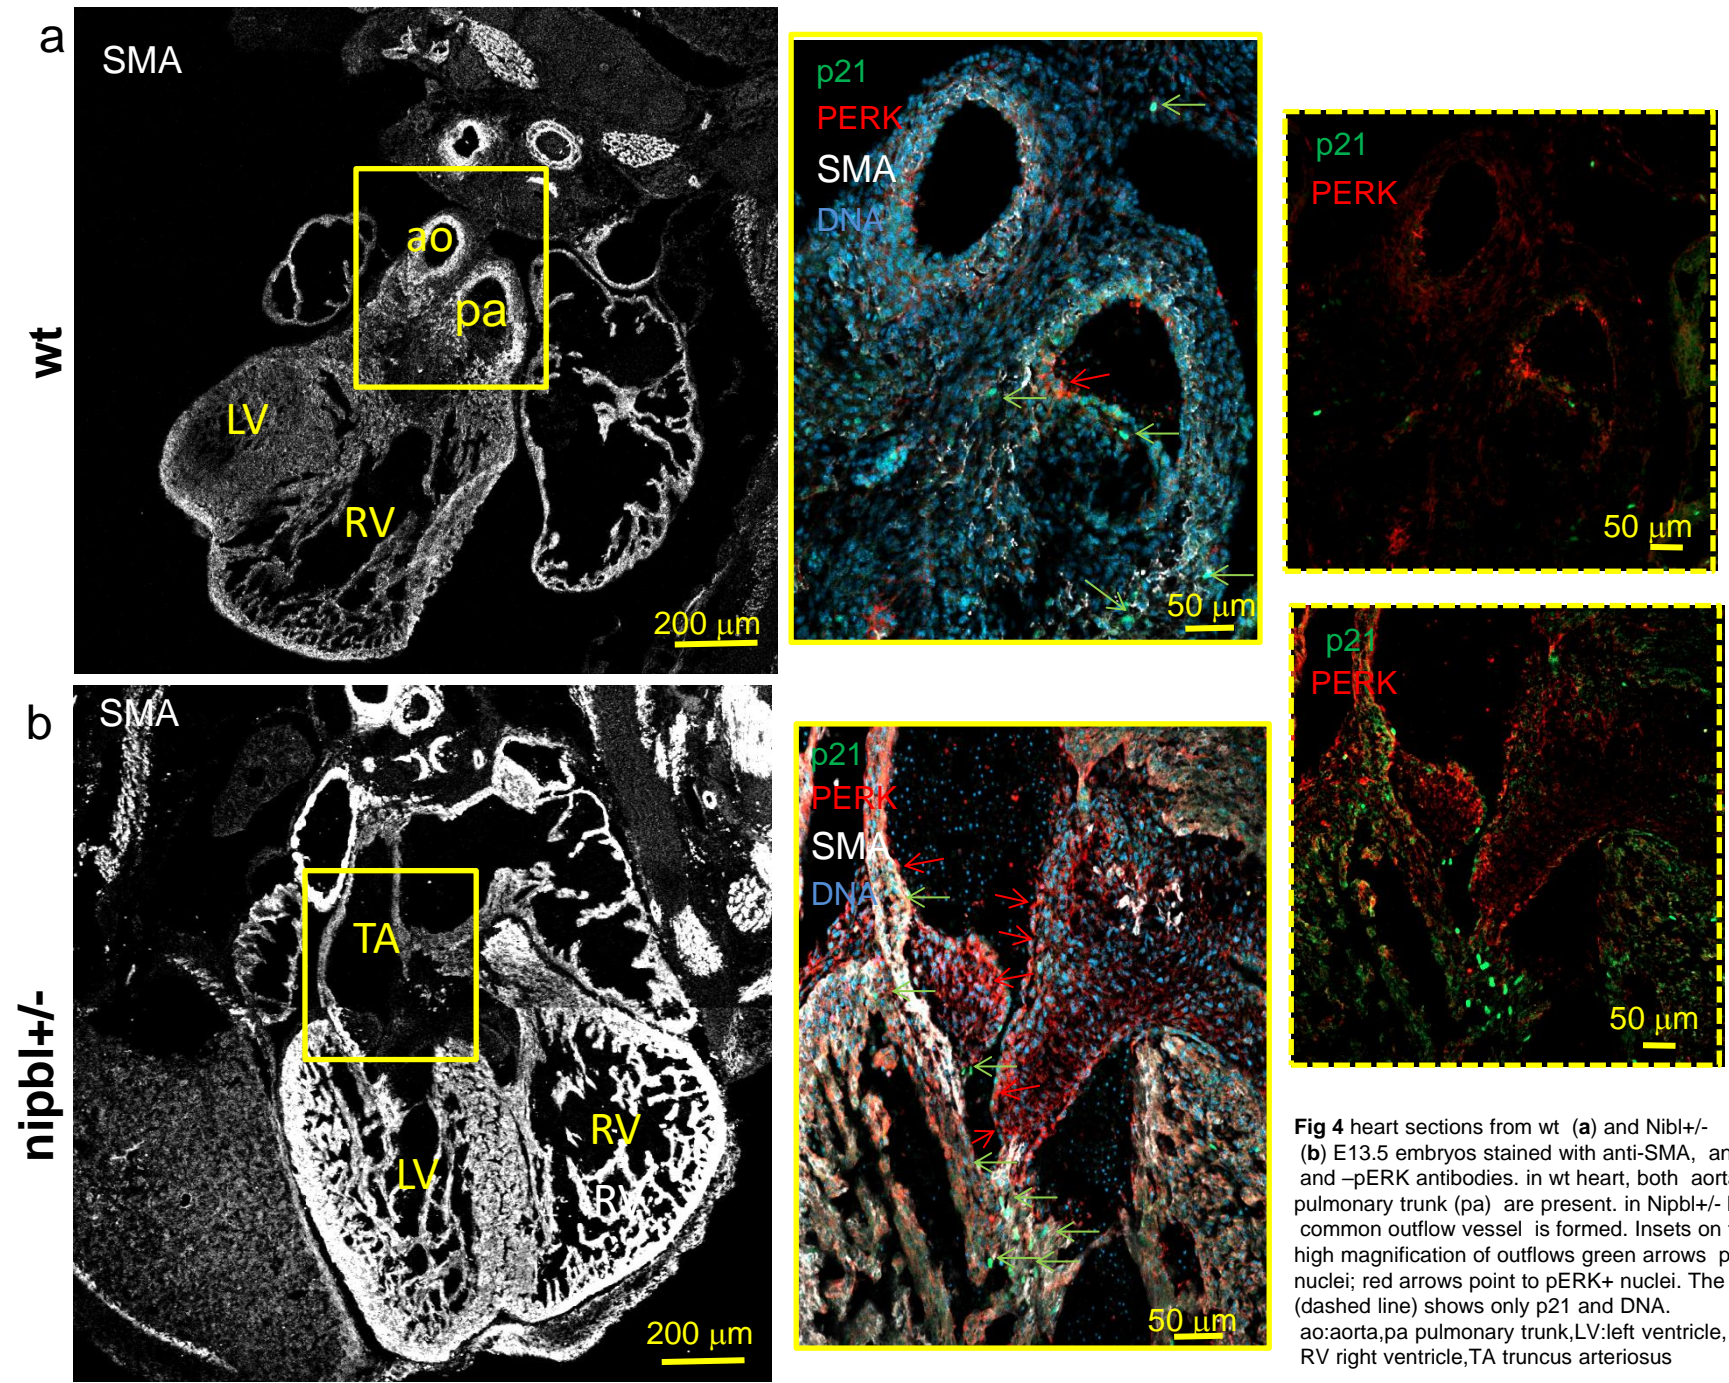 a
SMA
wt
ao
pa
LV
RV
200 μm
p21
PERK
SMA
DNA
50 μm
p21
PERK
50 μm
b
SMA
nipbl+/-
TA
RV
LV
RV
200 μm
p21
PERK
SMA
DNA
50 μm
p21
PERK
50 μm
Fig 4 heart sections from wt (a) and Nibl+/-
(b) E13.5 embryos stained with anti-SMA,
and –pERK antibodies. in wt heart, both
pulmonary trunk (pa) are present. in Nipbl+/-
common outflow vessel is formed. Insets on
high magnification of outflows green arrows
nuclei; red arrows point to pERK+ nuclei. The
(dashed line) shows only p21 and DNA.
ao:aorta,pa pulmonary trunk,LV:left ventricle,
RV right ventricle,TA truncus arteriosus